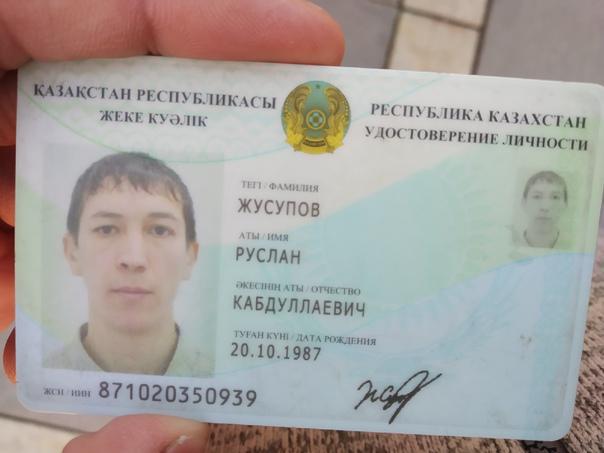 ҚАЗАҚСТАН РЕСПУБЛИКАСЫ
ЖЕКЕ КУӘЛІК
РЕСПУБЛИКА КАЗАХСТАН
УДОСТОВЕРЕНИЕ ЛИЧНОСТИ
ТЕГІ / ФАМИЛИЯ
ЖУСУПОВ
АТЫ / ИМЯ
РУСЛАН
ӘКЕСІНІҢ АТЫ / ОТЧЕСТВО
КАБДУЛЛАЕВИЧ
ТУҒАН КҮНІ / ДАТА РОЖДЕНИЯ
20.10.1987
ЖСН / ИИН 871020350939